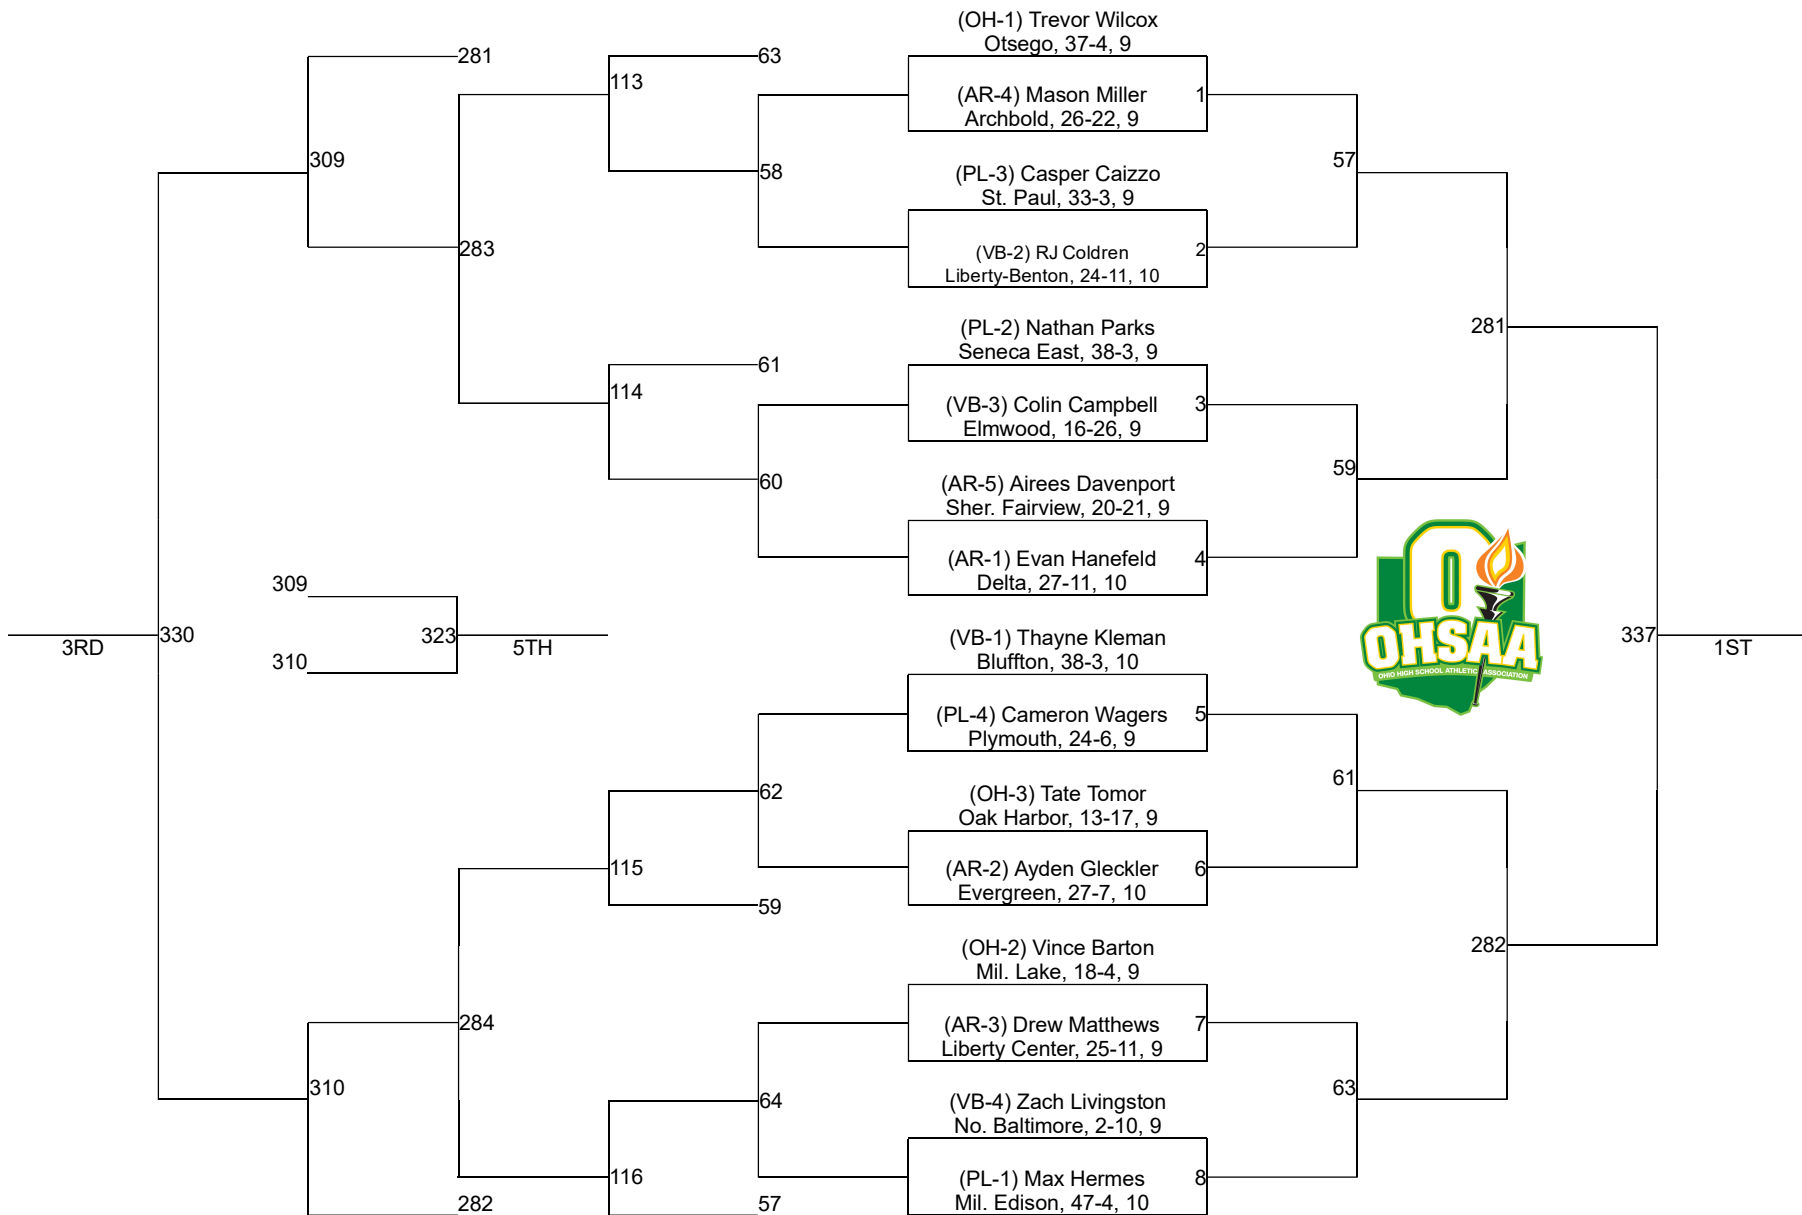 (OH-1) Trevor Wilcox
Otsego, 37-4, 9
281
63
113
(AR-4) Mason Miller
Archbold, 26-22, 9
1
309
58
57
(PL-3) Casper Caizzo
St. Paul, 33-3, 9
283
(VB-2) RJ Coldren
Liberty-Benton, 24-11, 10
2
(PL-2) Nathan Parks
Seneca East, 38-3, 9
281
61
114
(VB-3) Colin Campbell
Elmwood, 16-26, 9
3
60
59
(AR-5) Airees Davenport
Sher. Fairview, 20-21, 9
(AR-1) Evan Hanefeld
Delta, 27-11, 10
4
O
OHSAA
OHIO HIGH SCHOOL ATHLETIC ASSOCIATION
309
3RD
330
323
5TH
310
(VB-1) Thayne Kleman
Bluffton, 38-3, 10
337
1ST
(PL-4) Cameron Wagers
Plymouth, 24-6, 9
5
62
61
(OH-3) Tate Tomor
Oak Harbor, 13-17, 9
115
(AR-2) Ayden Gleckler
Evergreen, 27-7, 10
6
59
(OH-2) Vince Barton
Mil. Lake, 18-4, 9
282
284
(AR-3) Drew Matthews
Liberty Center, 25-11, 9
7
310
64
63
(VB-4) Zach Livingston
No. Baltimore, 2-10, 9
116
(PL-1) Max Hermes
Mil. Edison, 47-4, 10
8
282
57